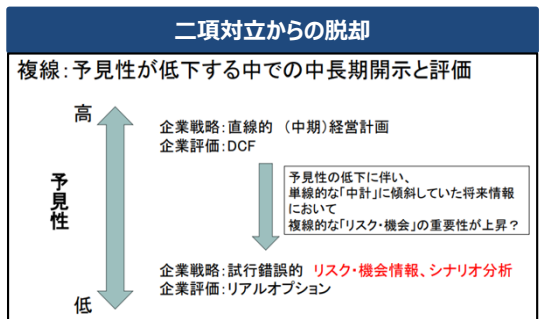 二項対立からの脱却
複線：予見性が低下する中での中長期開示と評価
高
企業戦略：直線的　（中期）経営計画
企業評価：DCF
予見性の低下に伴い、
単線的な「中計」に傾斜していた将来情報
において
複線的な「リスク・機会」の重要性が上昇？
予見性
企業戦略：試行錯誤的　リスク・機会情報、シナリオ分析
企業評価：リアルオプション
低